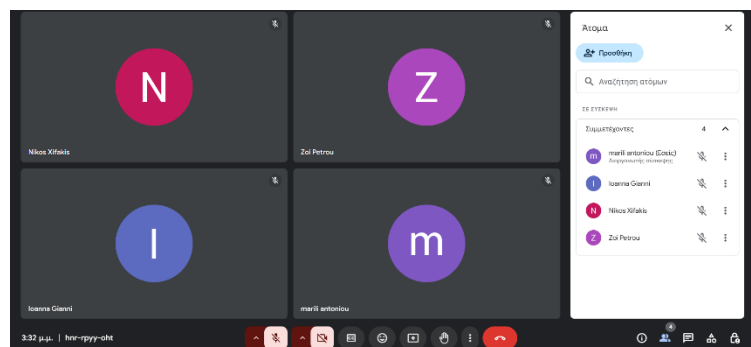 N
Nikos Xifakis
Z
Zoi Petrou
I
Ioanna Gianni
m
marili antoniou
3:32 μ.μ. | hnr-rpyy-oht
4
Άτομα
Προσθήκη
Αναζήτηση ατόμων
ΣΕ ΣΥΣΚΕΨΗ
Συμμετέχοντες 4
m marili antoniou (Εσείς)
Διοργανωτής σύσκεψης
I Ioanna Gianni
N Nikos Xifakis
Z Zoi Petrou